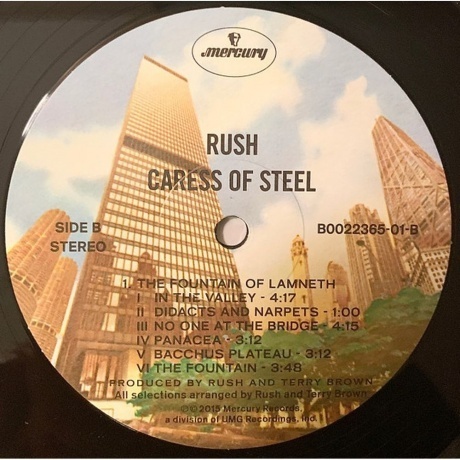 mercury
RUSH
CARESS OF STEEL
SIDE B
STEREO
B0022365-01-B
1. THE FOUNTAIN OF LAMNETH
I IN THE VALLEY - 4:17
II DIDACTS AND NARPETS - 1:00
III NO ONE AT THE BRIDGE - 4:15
IV PANACEA - 3:12
V BACCHUS PLATEAU - 3:12
VI THE FOUNTAIN - 3:48
PRODUCED BY RUSH AND TERRY BROWN
All selections arranged by Rush and Terry Brown
℗ © 2015 Mercury Records,
a division of UMG Recordings, Inc.